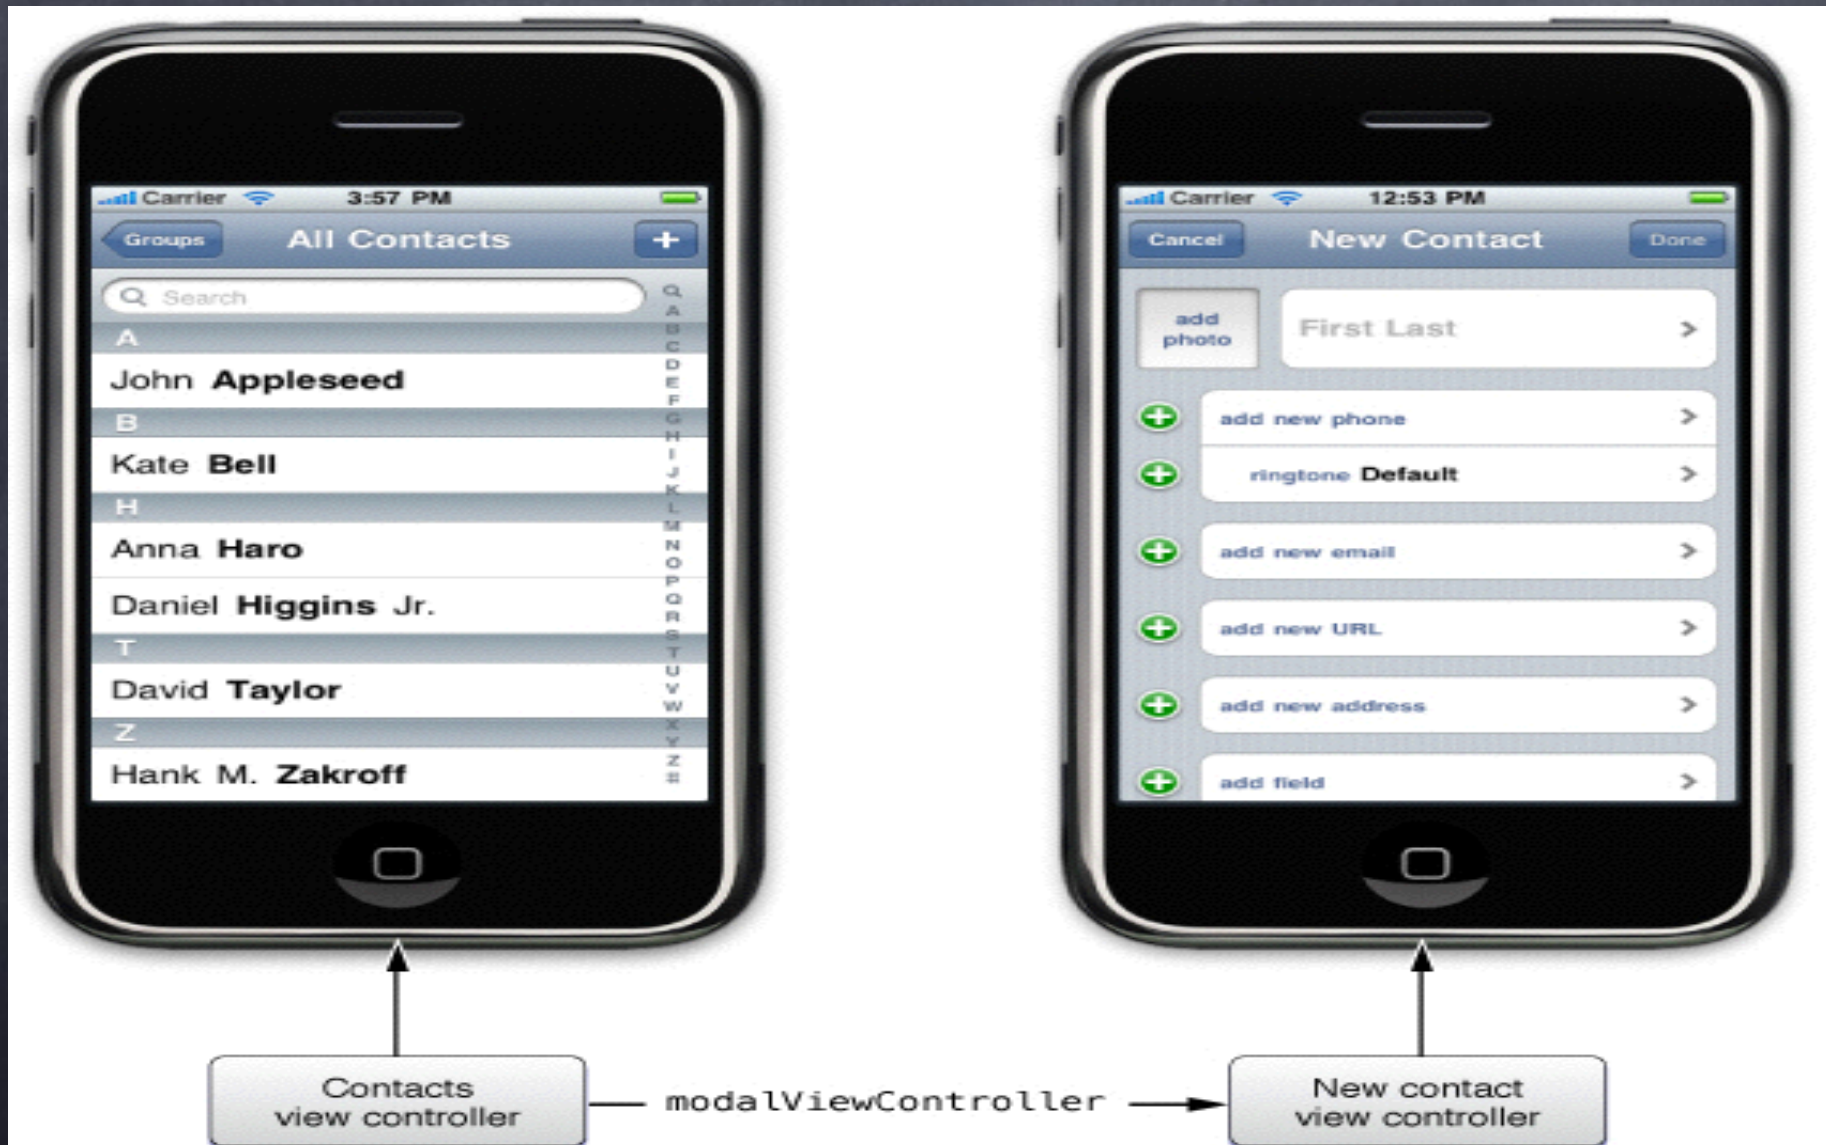 Carrier 3:57 PM
Groups All Contacts +
Search
A
John Appleseed
B
Kate Bell
H
Anna Haro
Daniel Higgins Jr.
T
David Taylor
Z
Hank M. Zakroff
A
B
C
D
E
F
G
H
I
J
K
L
M
N
O
P
Q
R
S
T
U
V
W
X
Y
Z
#
Carrier 12:53 PM
Cancel New Contact Done
add
photo
First Last
add new phone
ringtone Default
add new email
add new URL
add new address
add field
Contacts
view controller
modalViewController
New contact
view controller